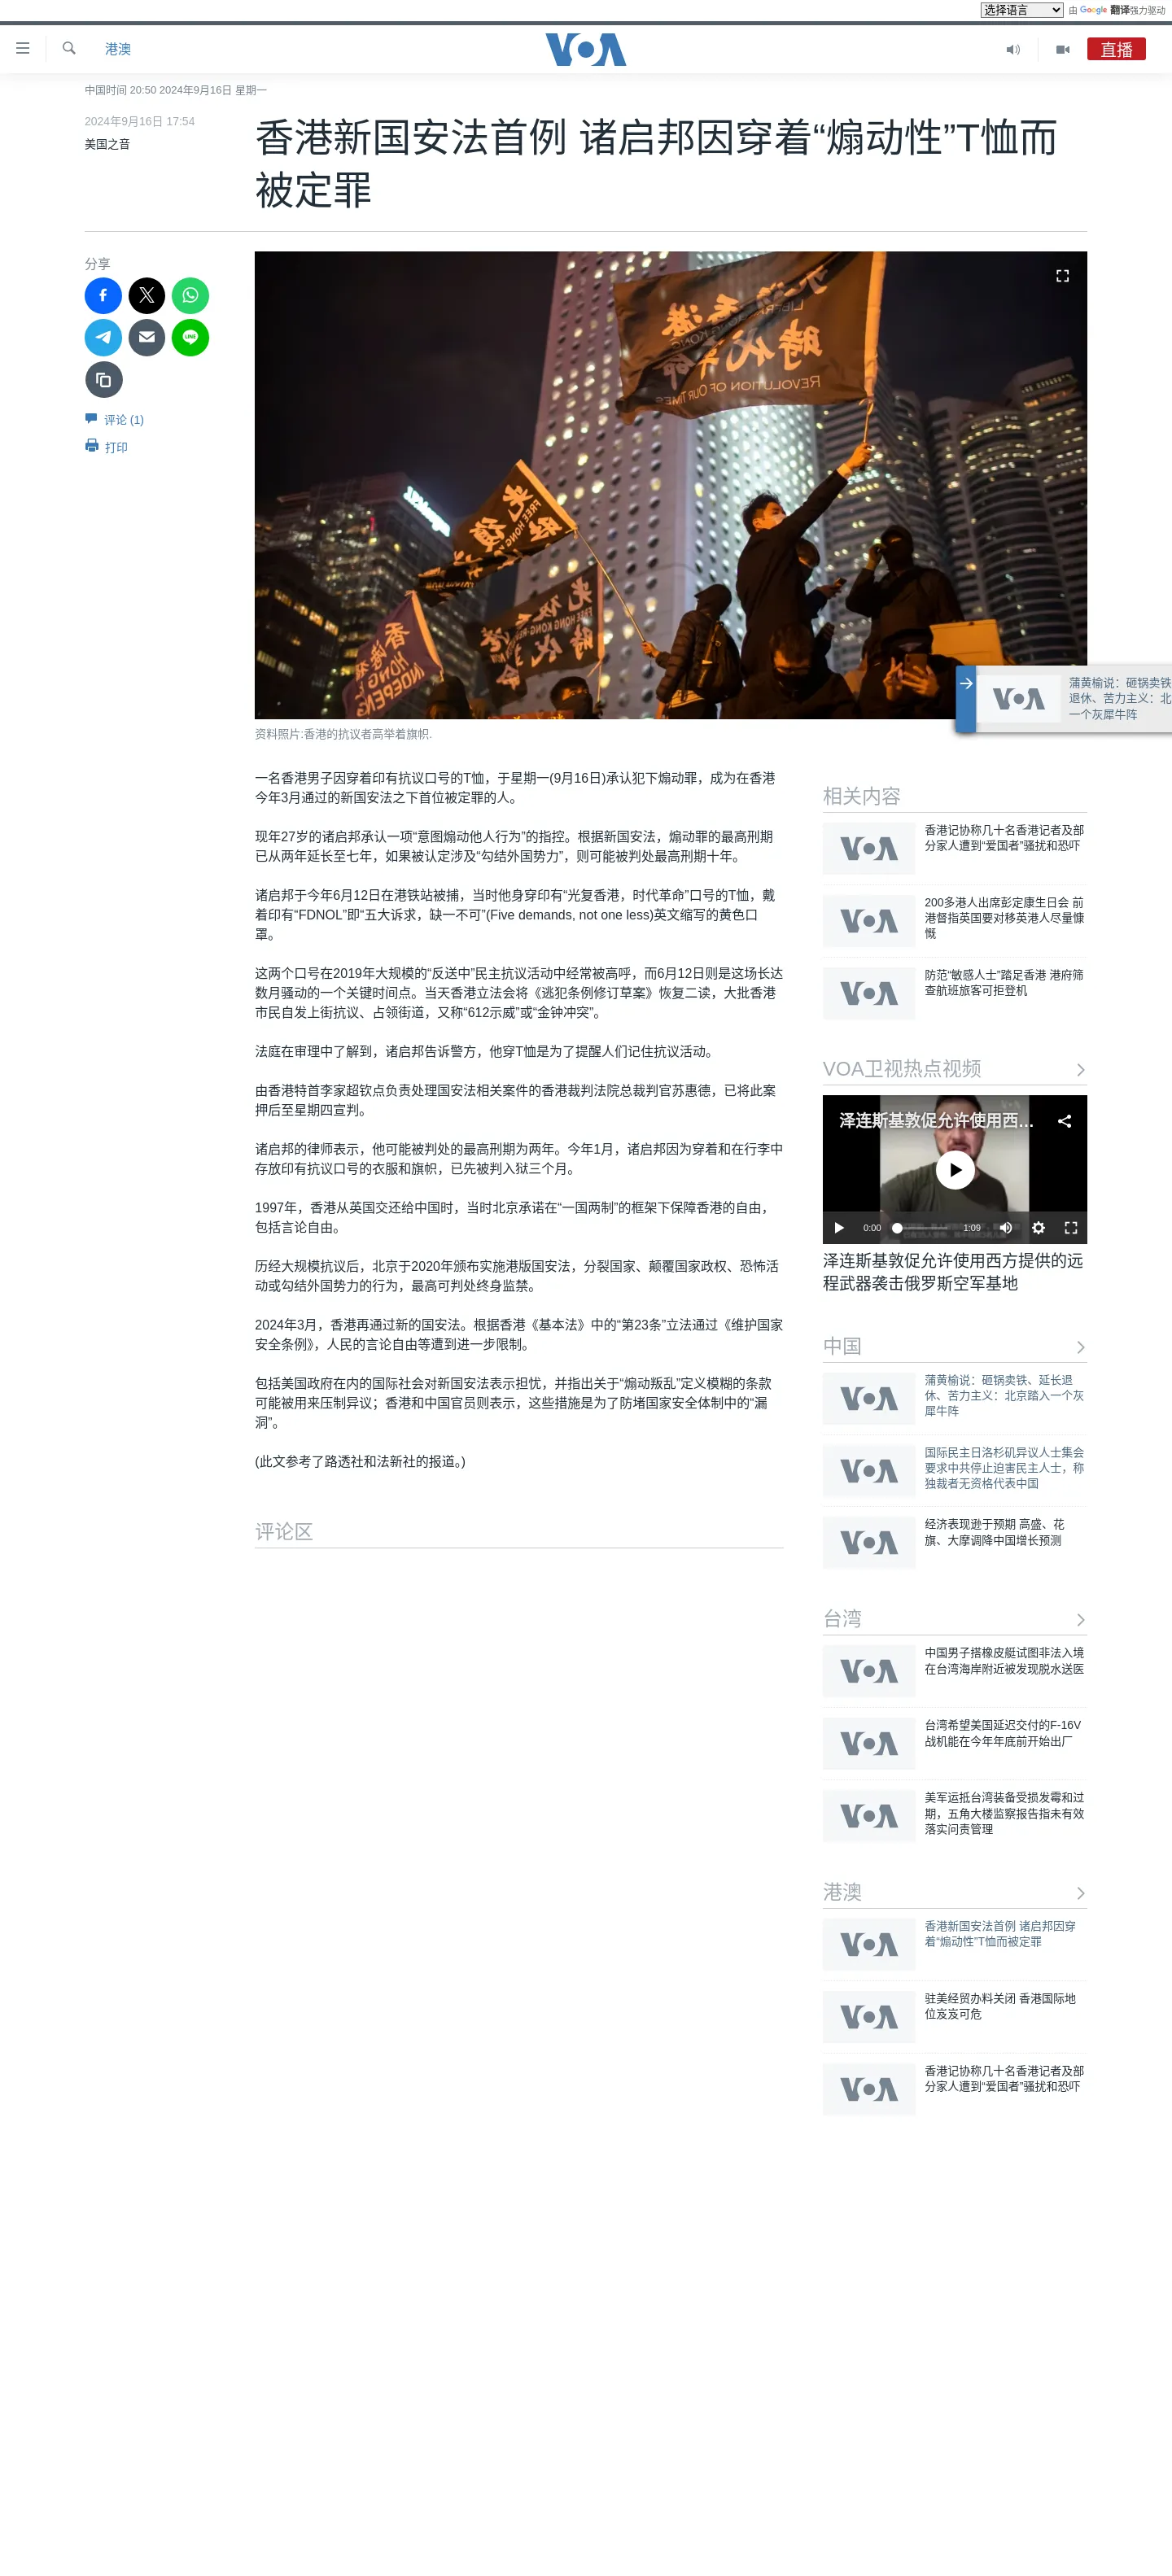 选择语言
由 Google 翻译强力驱动
港澳
VOA
直播
中国时间 20:50 2024年9月16日 星期一
2024年9月16日 17:54
美国之音
香港新国安法首例 诸启邦因穿着“煽动性”T恤而
被定罪
分享
LINE
评论 (1)
打印
時代
REVOLUTION OF OUR TIMES
FREE HONG KONG
资料照片:香港的抗议者高举着旗帜.
蒲黄榆说：砸锅卖铁
退休、苦力主义：北
一个灰犀牛阵
VOA
一名香港男子因穿着印有抗议口号的T恤，于星期一(9月16日)承认犯下煽动罪，成为在香港
今年3月通过的新国安法之下首位被定罪的人。
现年27岁的诸启邦承认一项“意图煽动他人行为”的指控。根据新国安法，煽动罪的最高刑期
已从两年延长至七年，如果被认定涉及“勾结外国势力”，则可能被判处最高刑期十年。
诸启邦于今年6月12日在港铁站被捕，当时他身穿印有“光复香港，时代革命”口号的T恤，戴
着印有“FDNOL”即“五大诉求，缺一不可”(Five demands, not one less)英文缩写的黄色口
罩。
这两个口号在2019年大规模的“反送中”民主抗议活动中经常被高呼，而6月12日则是这场长达
数月骚动的一个关键时间点。当天香港立法会将《逃犯条例修订草案》恢复二读，大批香港
市民自发上街抗议、占领街道，又称“612示威”或“金钟冲突”。
法庭在审理中了解到，诸启邦告诉警方，他穿T恤是为了提醒人们记住抗议活动。
由香港特首李家超钦点负责处理国安法相关案件的香港裁判法院总裁判官苏惠德，已将此案
押后至星期四宣判。
诸启邦的律师表示，他可能被判处的最高刑期为两年。今年1月，诸启邦因为穿着和在行李中
存放印有抗议口号的衣服和旗帜，已先被判入狱三个月。
1997年，香港从英国交还给中国时，当时北京承诺在“一国两制”的框架下保障香港的自由，
包括言论自由。
历经大规模抗议后，北京于2020年颁布实施港版国安法，分裂国家、颠覆国家政权、恐怖活
动或勾结外国势力的行为，最高可判处终身监禁。
2024年3月，香港再通过新的国安法。根据香港《基本法》中的“第23条”立法通过《维护国家
安全条例》，人民的言论自由等遭到进一步限制。
包括美国政府在内的国际社会对新国安法表示担忧，并指出关于“煽动叛乱”定义模糊的条款
可能被用来压制异议；香港和中国官员则表示，这些措施是为了防堵国家安全体制中的“漏
洞”。
(此文参考了路透社和法新社的报道。)
评论区
相关内容
VOA
香港记协称几十名香港记者及部
分家人遭到“爱国者”骚扰和恐吓
VOA
200多港人出席彭定康生日会 前
港督指英国要对移英港人尽量慷
慨
VOA
防范“敏感人士”踏足香港 港府筛
查航班旅客可拒登机
VOA卫视热点视频
泽连斯基敦促允许使用西...
0:00
1:09
泽连斯基敦促允许使用西方提供的远
程武器袭击俄罗斯空军基地
中国
VOA
蒲黄榆说：砸锅卖铁、延长退
休、苦力主义：北京踏入一个灰
犀牛阵
VOA
国际民主日洛杉矶异议人士集会
要求中共停止迫害民主人士，称
独裁者无资格代表中国
VOA
经济表现逊于预期 高盛、花
旗、大摩调降中国增长预测
台湾
VOA
中国男子搭橡皮艇试图非法入境
在台湾海岸附近被发现脱水送医
VOA
台湾希望美国延迟交付的F-16V
战机能在今年年底前开始出厂
VOA
美军运抵台湾装备受损发霉和过
期，五角大楼监察报告指未有效
落实问责管理
港澳
VOA
香港新国安法首例 诸启邦因穿
着“煽动性”T恤而被定罪
VOA
驻美经贸办料关闭 香港国际地
位岌岌可危
VOA
香港记协称几十名香港记者及部
分家人遭到“爱国者”骚扰和恐吓